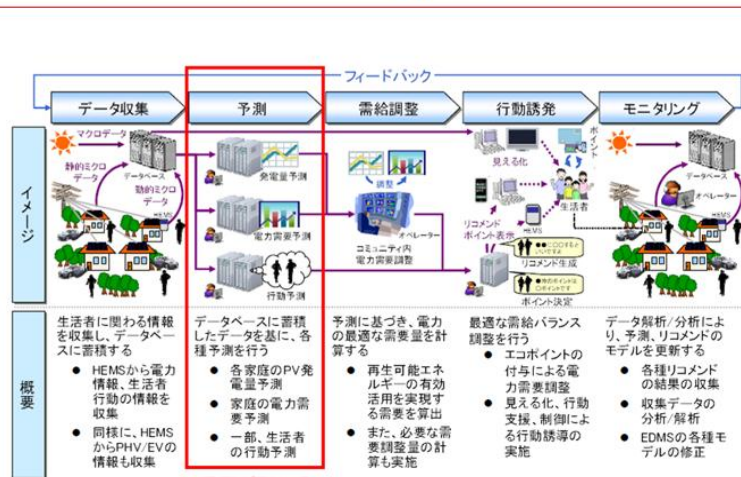 フィードバック
データ収集
予測
需給調整
行動誘発
モニタリング
イメージ
マクロデータ
静的ミクロ
データ
データベース
動的ミクロ
データ
HEMS
発電量予測
電力需要予測
行動予測
調整
オペレーター
コミュニティ内
電力需要調整
見える化
ポイント
生活者
リコメンド
ポイント表示
HEMS
リコメンド生成
ポイント決定
データベース
オペレーター
HEMS
概要
生活者に関わる情報
を収集し、データベー
スに蓄積する
● HEMSから電力
情報、生活者
行動の情報を
収集
● 同様に、HEMS
からPHV/EVの
情報も収集
データベースに蓄積
したデータを基に、各
種予測を行う
● 各家庭のPV発
電量予測
● 家庭の電力需
要予測
● 一部、生活者
の行動予測
予測に基づき、電力
の最適な需要量を計
算する
● 再生可能エネ
ルギーの有効
活用を実現す
る需要を算出
● また、必要な需
要調整量の計
算も実施
最適な需給バランス
調整を行う
● エコポイントの
付与による電
力需要調整
● 見える化、行動
支援、制御によ
る行動誘導の
実施
データ解析/分析によ
り、予測、リコメンドの
モデルを更新する
● 各種リコメンド
の結果の収集
● 収集データの
分析/解析
● EDMSの各種モ
デルの修正